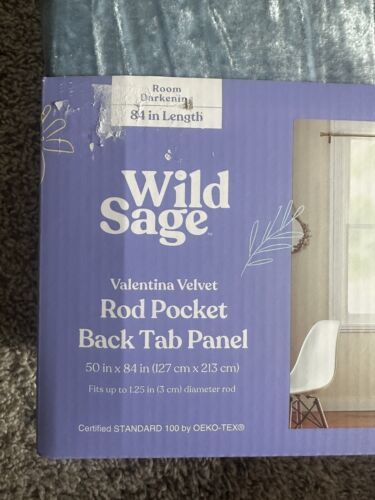 Room
Darkening
84 in Length
Wild
Sage™
Valentina Velvet
Rod Pocket
Back Tab Panel
50 in x 84 in (127 cm x 213 cm)
Fits up to 1.25 in (3 cm) diameter rod
Certified STANDARD 100 by OEKO-TEX®